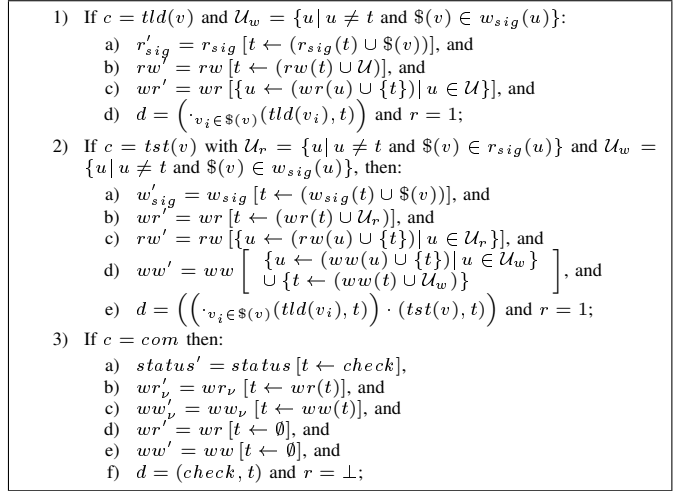 1) If c = tld(v) and 𝒰_w = {u| u ≠ t and $(v) ∈ w_sig(u)}:
a) r′_sig = r_sig [t ← (r_sig(t) ∪ $(v))], and
b) rw′ = rw [t ← (rw(t) ∪ 𝒰)], and
c) wr′ = wr [{u ← (wr(u) ∪ {t})| u ∈ 𝒰}], and
d) d = (·_{v_i ∈ $(v)}(tld(v_i), t)) and r = 1;
2) If c = tst(v) with 𝒰_r = {u| u ≠ t and $(v) ∈ r_sig(u)} and 𝒰_w =
{u| u ≠ t and $(v) ∈ w_sig(u)}, then:
a) w′_sig = w_sig [t ← (w_sig(t) ∪ $(v))], and
b) wr′ = wr [t ← (wr(t) ∪ 𝒰_r)], and
c) rw′ = rw [{u ← (rw(u) ∪ {t})| u ∈ 𝒰_r}], and
d) ww′ = ww [ {u ← (ww(u) ∪ {t})| u ∈ 𝒰_w}
∪ {t ← (ww(t) ∪ 𝒰_w)} ], and
e) d = ((·_{v_i ∈ $(v)}(tld(v_i), t)) · (tst(v), t)) and r = 1;
3) If c = com then:
a) status′ = status [t ← check],
b) wr′_ν = wr_ν [t ← wr(t)], and
c) ww′_ν = ww_ν [t ← ww(t)], and
d) wr′ = wr [t ← ∅], and
e) ww′ = ww [t ← ∅], and
f) d = (check, t) and r = ⊥;